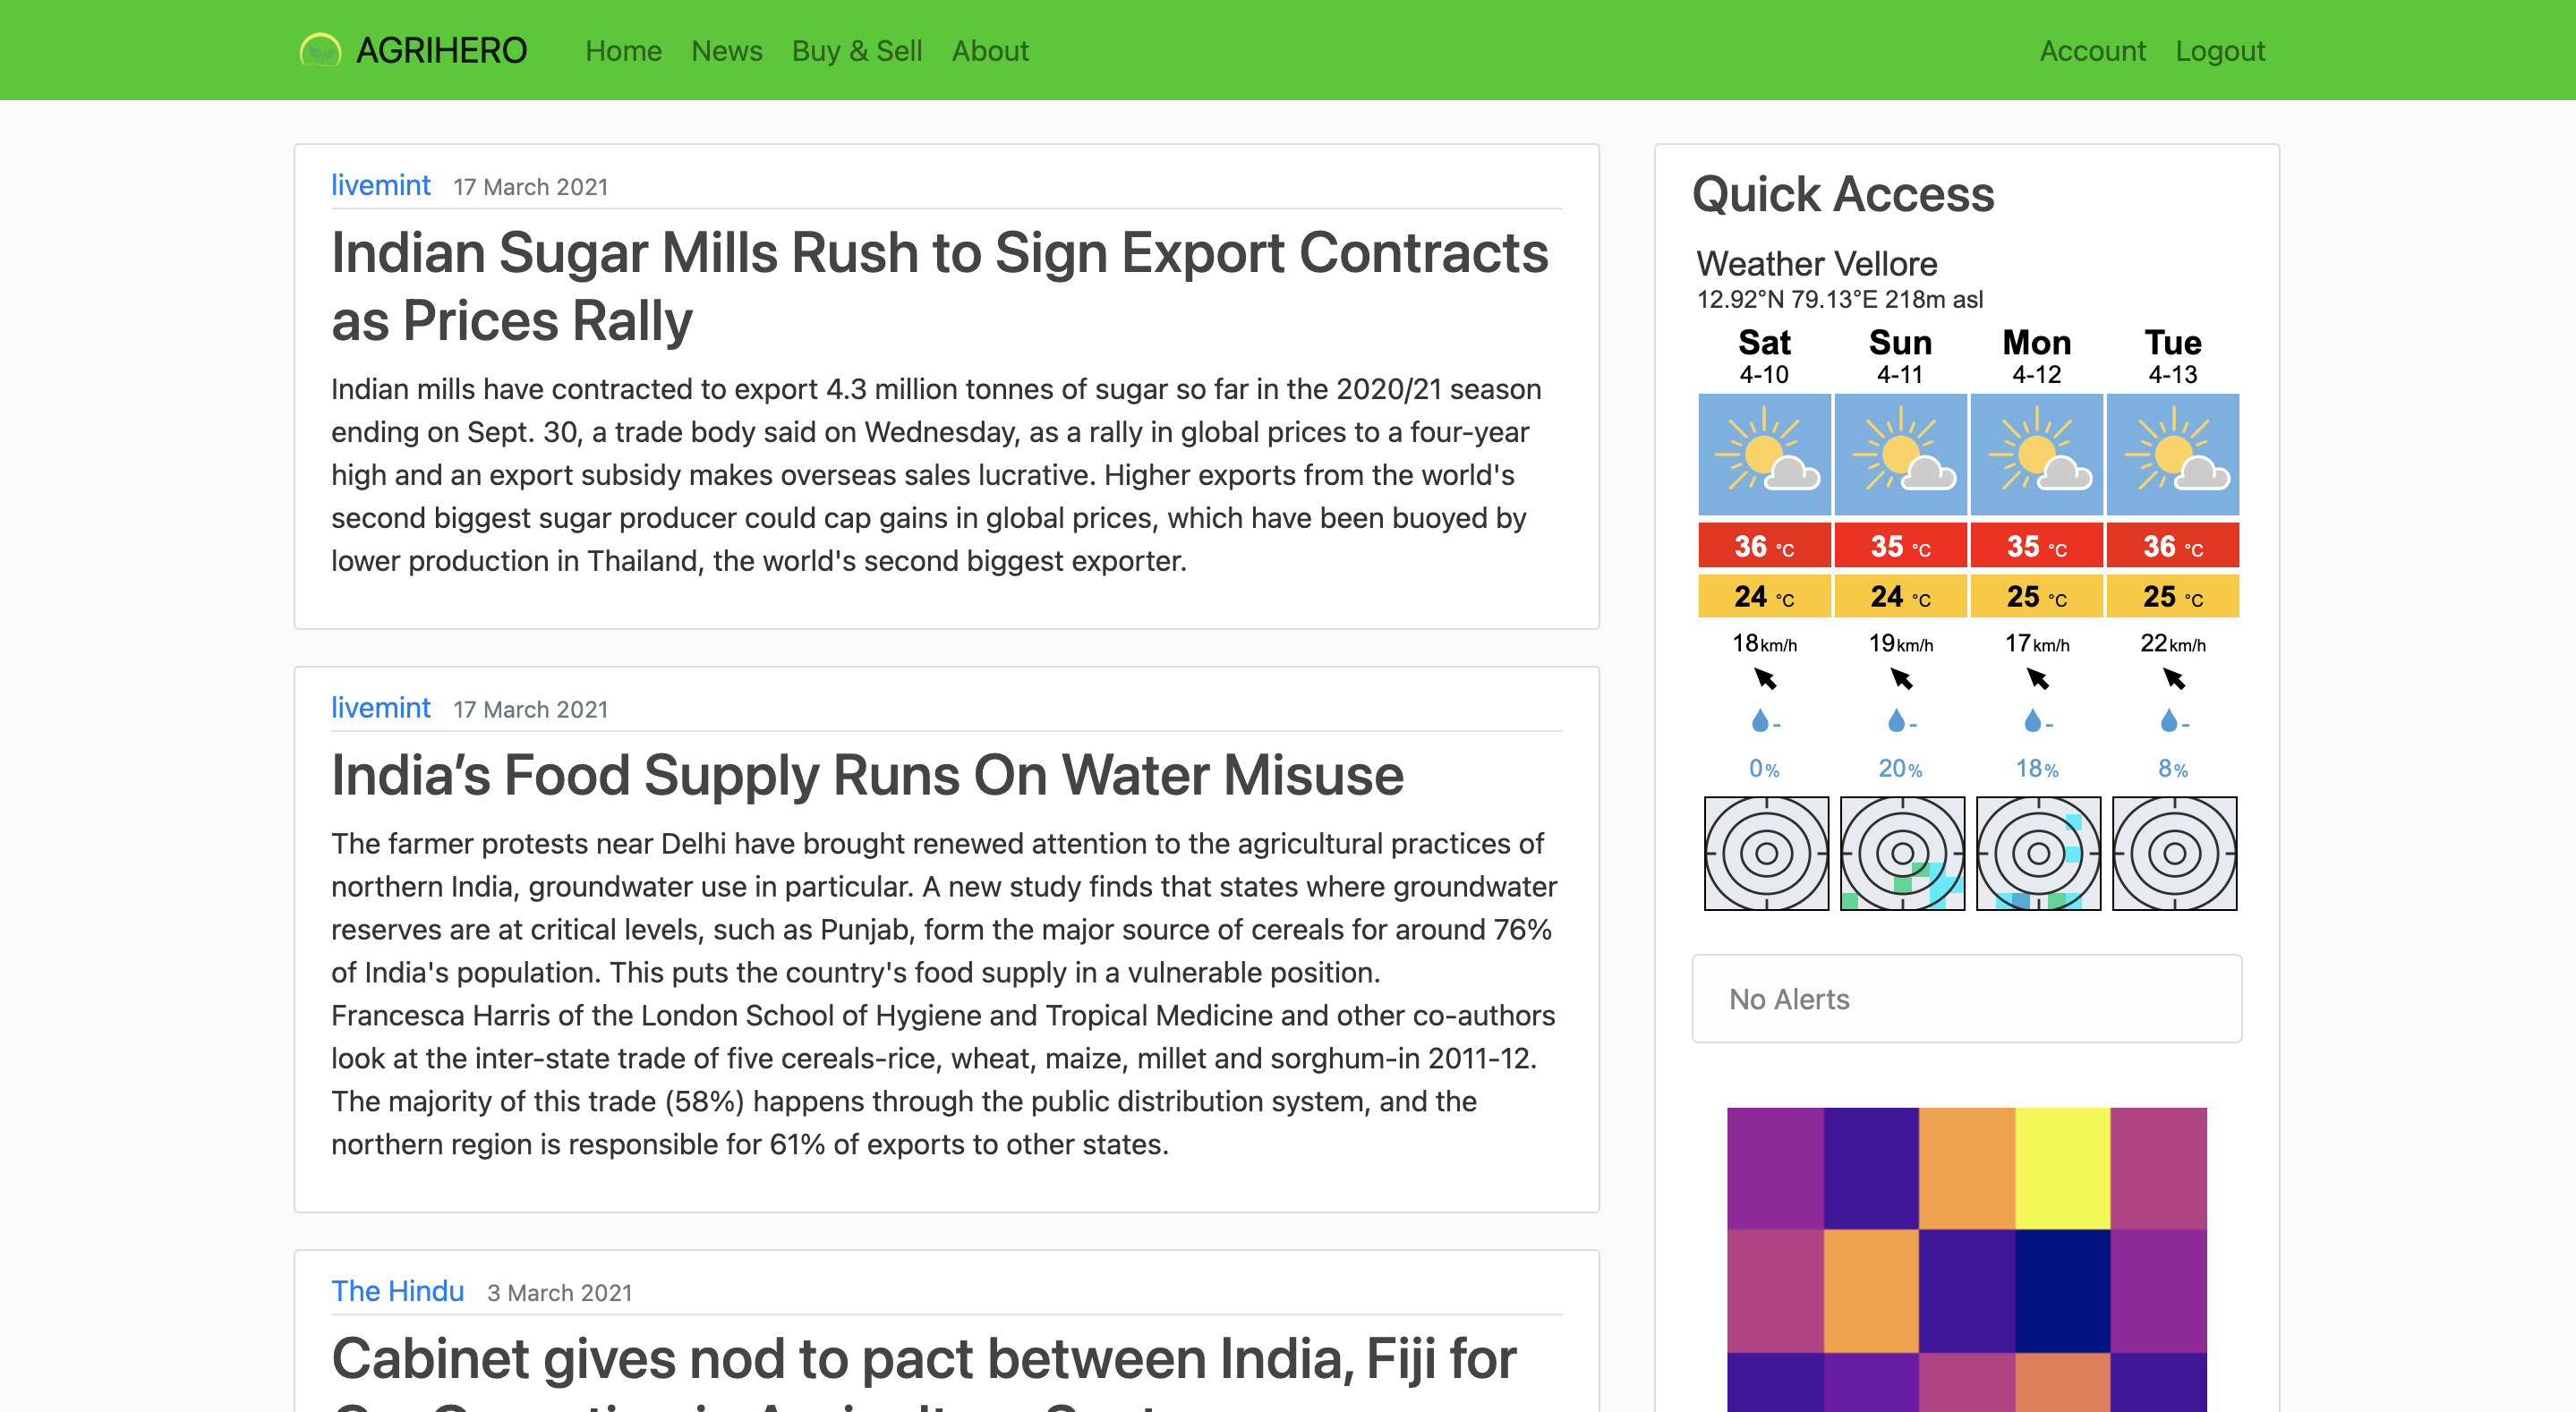 AGRIHERO Home News Buy & Sell About Account Logout
livemint 17 March 2021
Indian Sugar Mills Rush to Sign Export Contracts
as Prices Rally
Indian mills have contracted to export 4.3 million tonnes of sugar so far in the 2020/21 season
ending on Sept. 30, a trade body said on Wednesday, as a rally in global prices to a four-year
high and an export subsidy makes overseas sales lucrative. Higher exports from the world's
second biggest sugar producer could cap gains in global prices, which have been buoyed by
lower production in Thailand, the world's second biggest exporter.
livemint 17 March 2021
India’s Food Supply Runs On Water Misuse
The farmer protests near Delhi have brought renewed attention to the agricultural practices of
northern India, groundwater use in particular. A new study finds that states where groundwater
reserves are at critical levels, such as Punjab, form the major source of cereals for around 76%
of India's population. This puts the country's food supply in a vulnerable position.
Francesca Harris of the London School of Hygiene and Tropical Medicine and other co-authors
look at the inter-state trade of five cereals-rice, wheat, maize, millet and sorghum-in 2011-12.
The majority of this trade (58%) happens through the public distribution system, and the
northern region is responsible for 61% of exports to other states.
The Hindu 3 March 2021
Cabinet gives nod to pact between India, Fiji for
Quick Access
Weather Vellore
12.92°N 79.13°E 218m asl
Sat Sun Mon Tue
4-10 4-11 4-12 4-13
36 °C 35 °C 35 °C 36 °C
24 °C 24 °C 25 °C 25 °C
18 km/h 19 km/h 17 km/h 22 km/h
- - - -
0% 20% 18% 8%
No Alerts